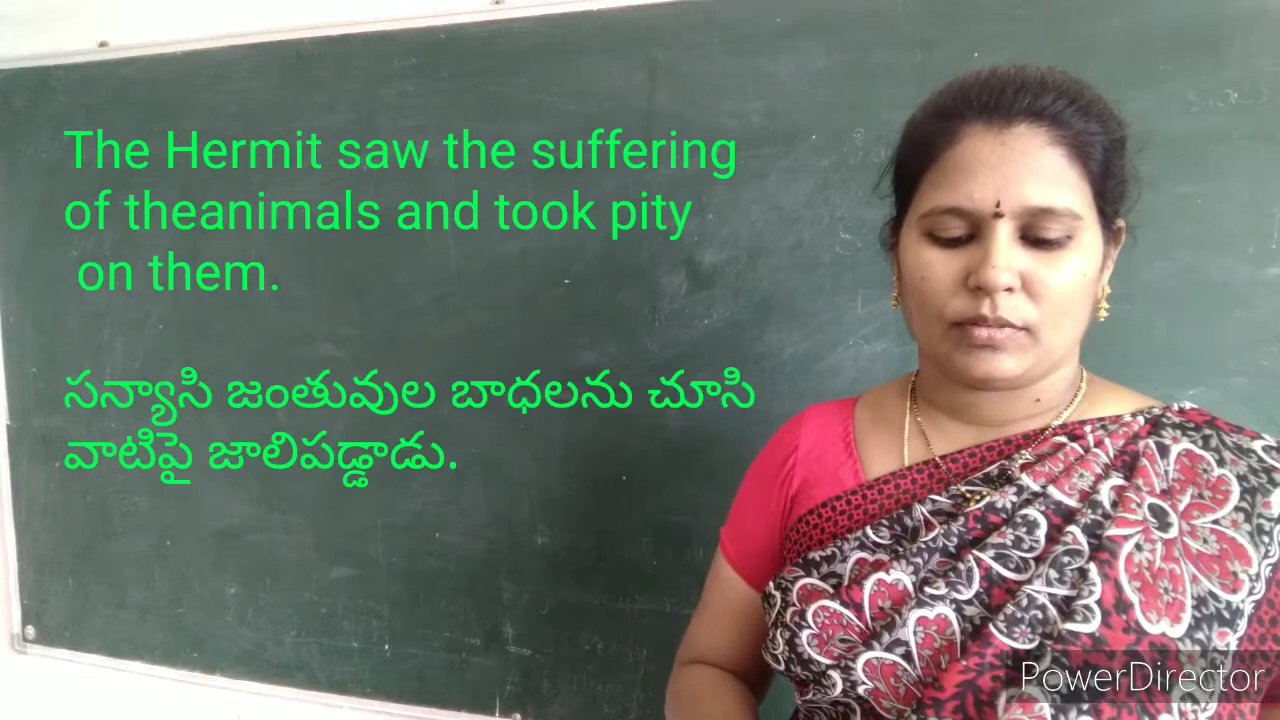 The Hermit saw the suffering
of theanimals and took pity
on them.
సన్యాసి జంతువుల బాధలను చూసి
వాటిపై జాలిపడ్డాడు.
PowerDirector